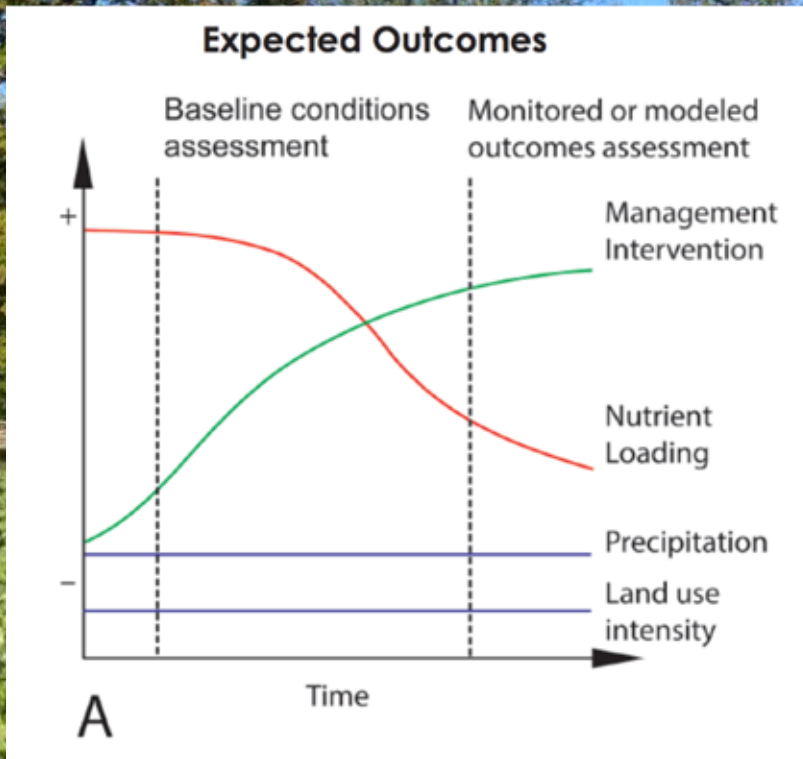 Expected Outcomes
Baseline conditions
assessment
Monitored or modeled
outcomes assessment
+
Management
Intervention
Nutrient
Loading
Precipitation
–
Land use
intensity
Time
A